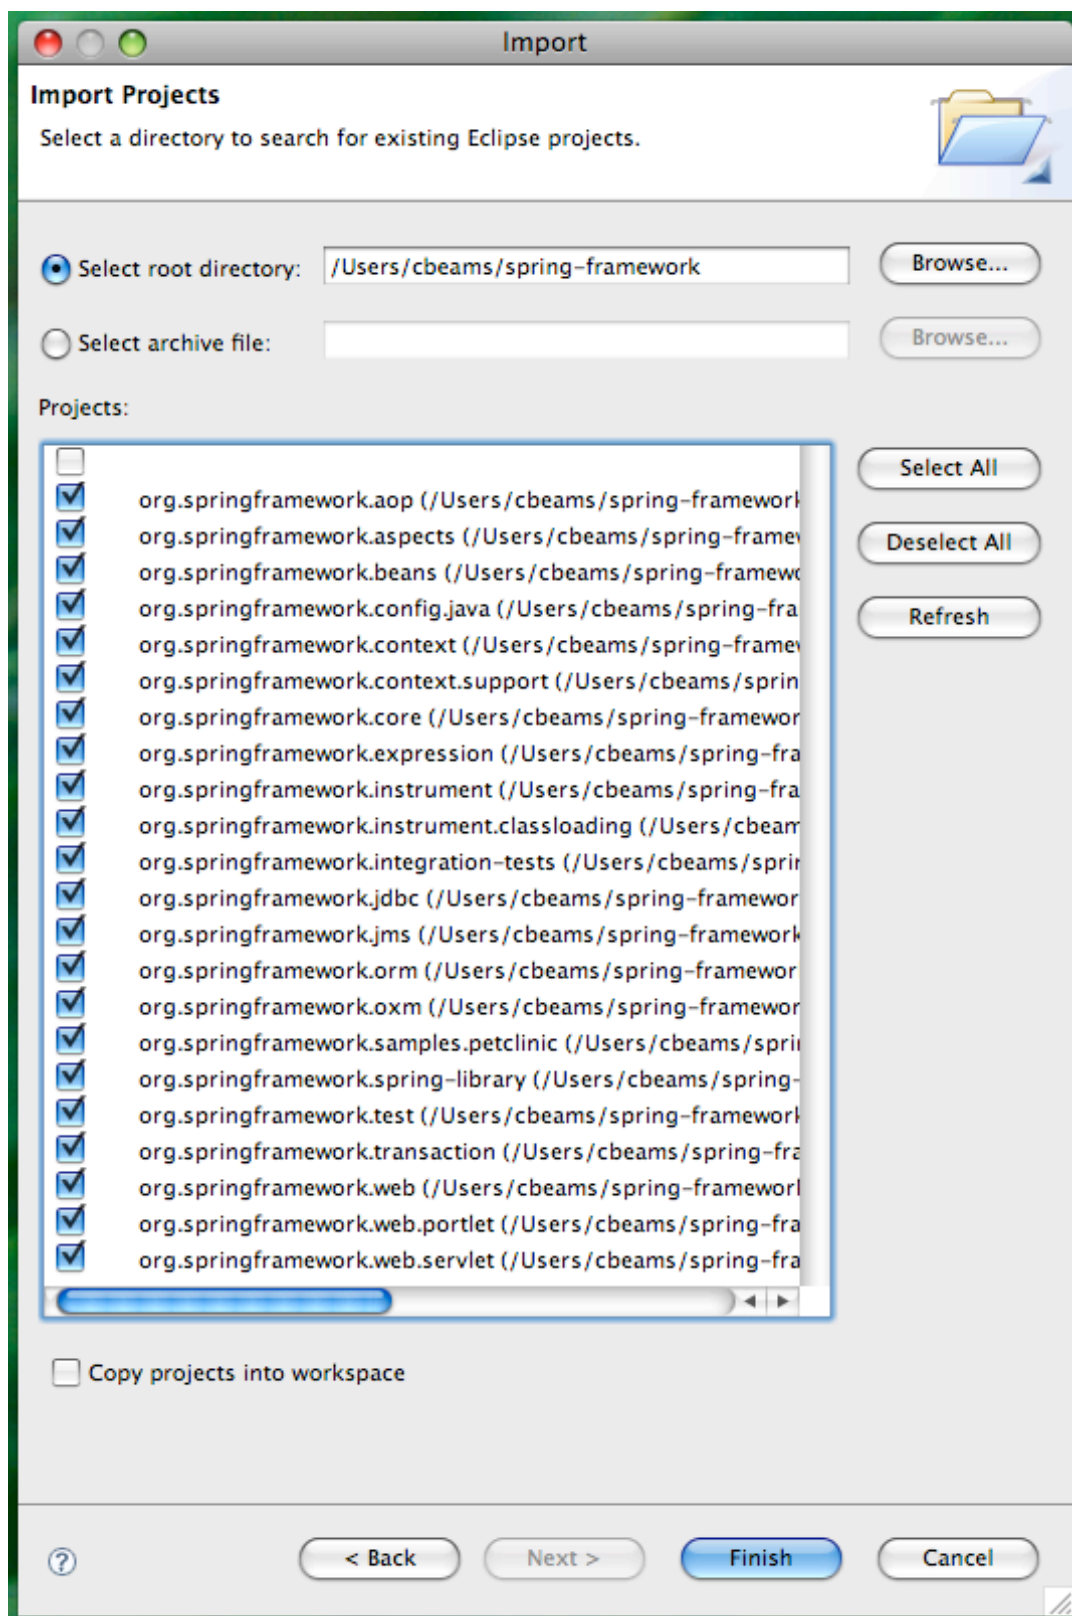 Import
Import Projects
Select a directory to search for existing Eclipse projects.
Select root directory: /Users/cbeams/spring-framework Browse...
Select archive file: Browse...
Projects:
Select All
org.springframework.aop (/Users/cbeams/spring-framework
org.springframework.aspects (/Users/cbeams/spring-framew
Deselect All
org.springframework.beans (/Users/cbeams/spring-framewo
org.springframework.config.java (/Users/cbeams/spring-fra
Refresh
org.springframework.context (/Users/cbeams/spring-framew
org.springframework.context.support (/Users/cbeams/sprin
org.springframework.core (/Users/cbeams/spring-framewor
org.springframework.expression (/Users/cbeams/spring-fra
org.springframework.instrument (/Users/cbeams/spring-fra
org.springframework.instrument.classloading (/Users/cbeam
org.springframework.integration-tests (/Users/cbeams/sprin
org.springframework.jdbc (/Users/cbeams/spring-framewor
org.springframework.jms (/Users/cbeams/spring-framework
org.springframework.orm (/Users/cbeams/spring-framewor
org.springframework.oxm (/Users/cbeams/spring-framewor
org.springframework.samples.petclinic (/Users/cbeams/sprin
org.springframework.spring-library (/Users/cbeams/spring-
org.springframework.test (/Users/cbeams/spring-framework
org.springframework.transaction (/Users/cbeams/spring-fra
org.springframework.web (/Users/cbeams/spring-framework
org.springframework.web.portlet (/Users/cbeams/spring-fra
org.springframework.web.servlet (/Users/cbeams/spring-fra
Copy projects into workspace
? < Back Next > Finish Cancel